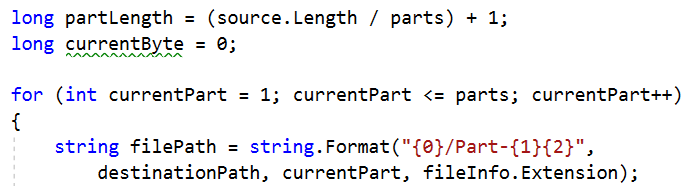 long partLength = (source.Length / parts) + 1;
long currentByte = 0;
for (int currentPart = 1; currentPart <= parts; currentPart++)
{
string filePath = string.Format("{0}/Part-{1}{2}",
destinationPath, currentPart, fileInfo.Extension);